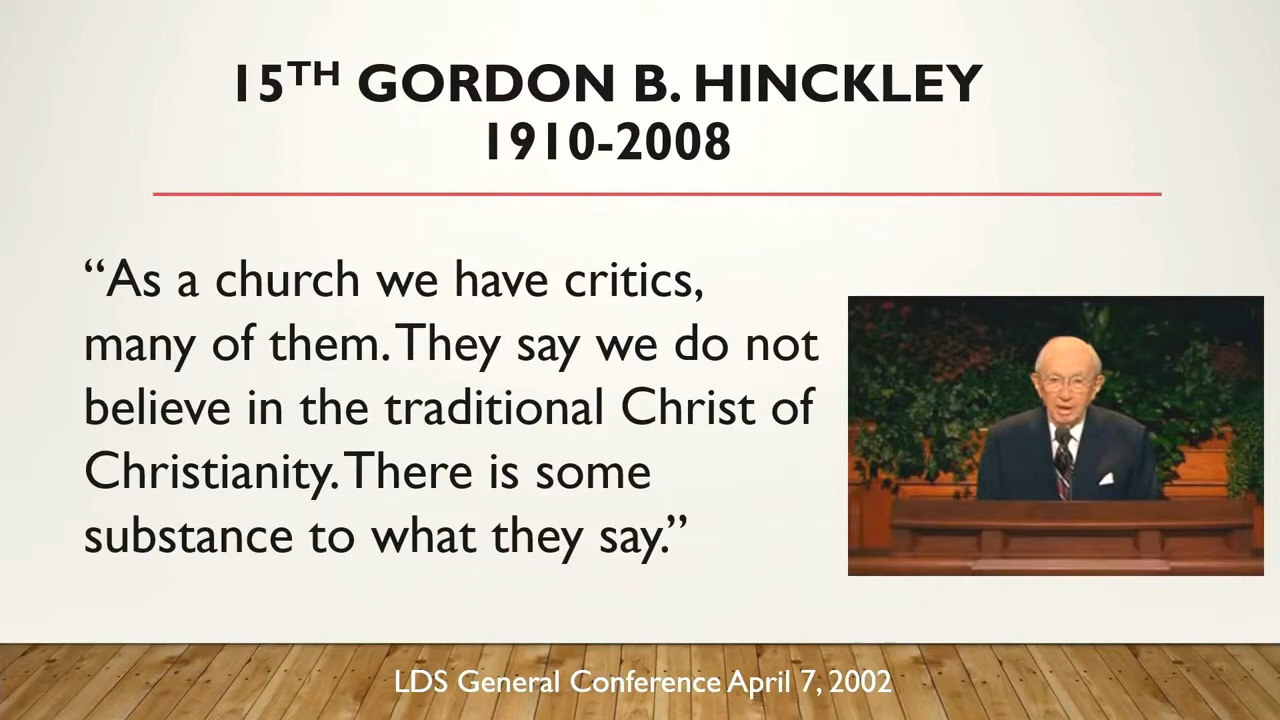 15TH GORDON B. HINCKLEY
1910-2008
“As a church we have critics,
many of them. They say we do not
believe in the traditional Christ of
Christianity. There is some
substance to what they say.”
LDS General Conference April 7, 2002